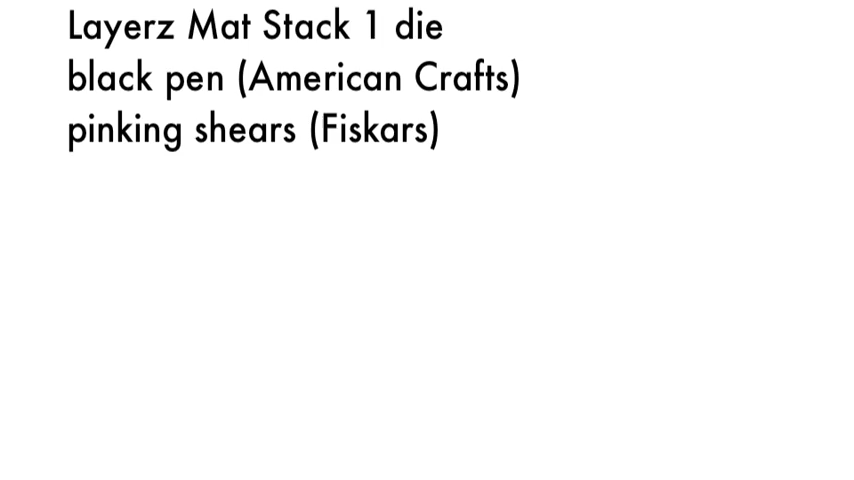 Layerz Mat Stack 1 die
black pen (American Crafts)
pinking shears (Fiskars)